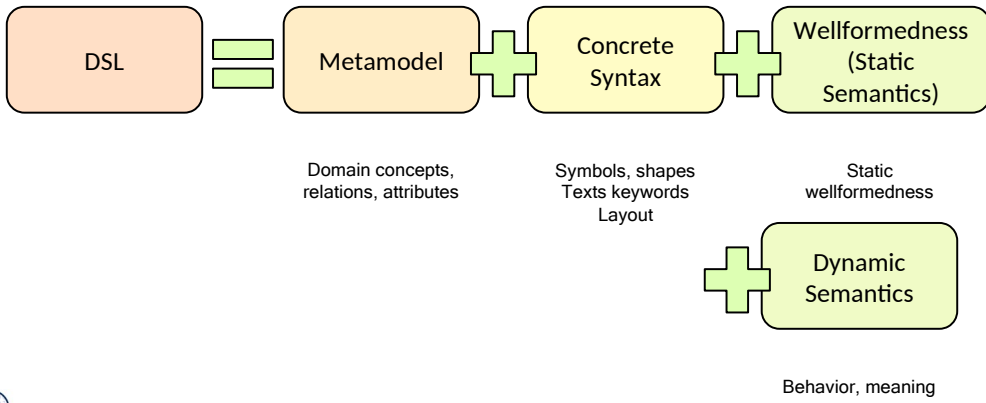 DSL
Metamodel
Concrete
Syntax
Wellformedness
(Static
Semantics)
Domain concepts,
relations, attributes
Symbols, shapes
Texts keywords
Layout
Static
wellformedness
Dynamic
Semantics
Behavior, meaning